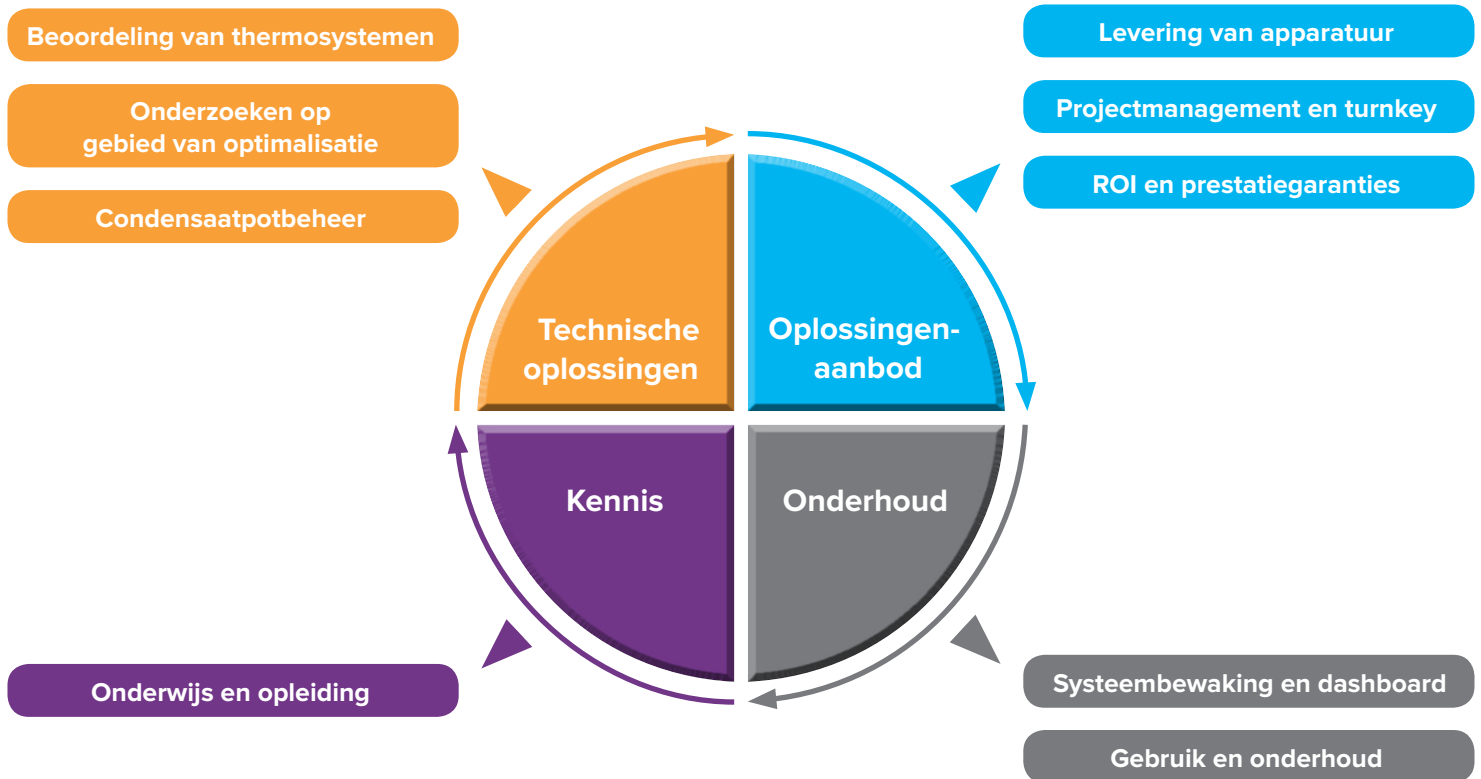 Beoordeling van thermosystemen
Onderzoeken op
gebied van optimalisatie
Condensaatpotbeheer
Levering van apparatuur
Projectmanagement en turnkey
ROI en prestatiegaranties
Technische
oplossingen
Oplossingen-
aanbod
Kennis
Onderhoud
Onderwijs en opleiding
Systeembewaking en dashboard
Gebruik en onderhoud